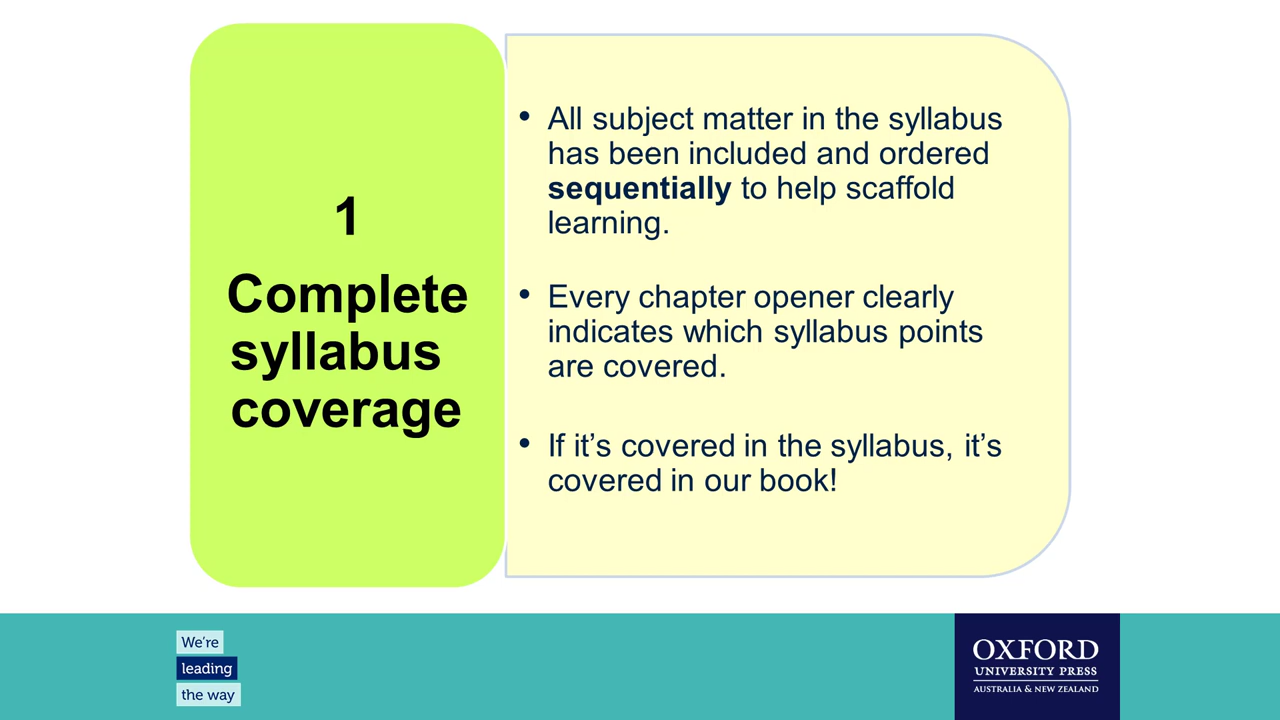 1
Complete
syllabus
coverage
• All subject matter in the syllabus
has been included and ordered
sequentially to help scaffold
learning.
• Every chapter opener clearly
indicates which syllabus points
are covered.
• If it’s covered in the syllabus, it’s
covered in our book!
We’re
leading
the way
OXFORD
UNIVERSITY PRESS
AUSTRALIA & NEW ZEALAND